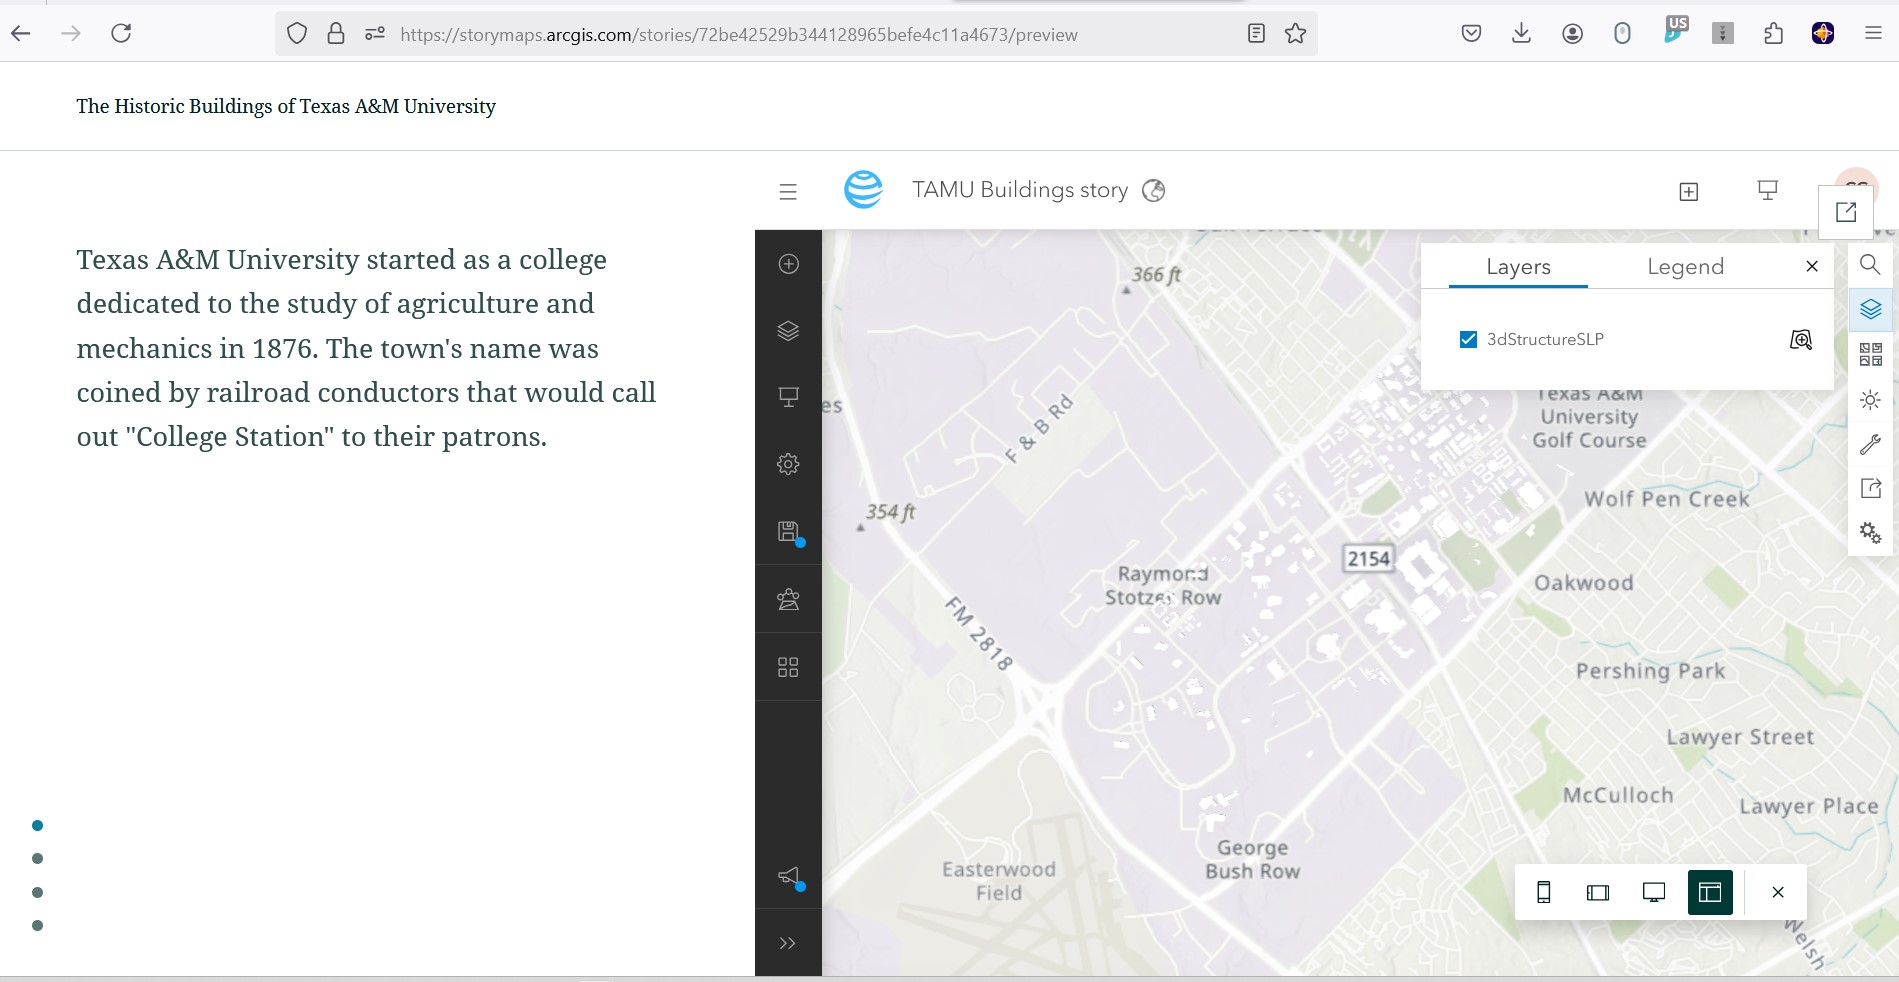 https://storymaps.arcgis.com/stories/72be42529b344128965befe4c11a4673/preview
US
The Historic Buildings of Texas A&M University
TAMU Buildings story
Texas A&M University started as a college
dedicated to the study of agriculture and
mechanics in 1876. The town's name was
coined by railroad conductors that would call
out "College Station" to their patrons.
Layers
Legend
3dStructureSLP
366 ft
es
F & B Rd
Texas A&M
University
Golf Course
354 ft
Wolf Pen Creek
2154
Raymond
Stotzer Row
Oakwood
FM 2818
Pershing Park
Lawyer Street
McCulloch
Lawyer Place
George
Bush Row
Easterwood
Field
Welsh